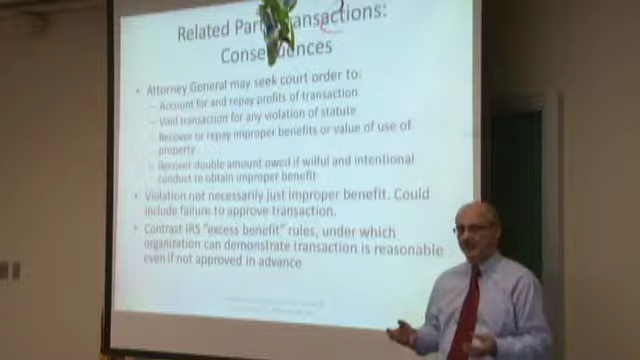 Related Party Transactions:
Consequences
• Attorney General may seek court order to:
– Account for and repay profits of transaction
– Void transaction for any violation of statute
– Recover or repay improper benefits or value of use of
property
– Recover double amount owed if wilful and intentional
conduct to obtain improper benefit
• Violation not necessarily just improper benefit. Could
include failure to approve transaction.
• Contrast IRS "excess benefit" rules, under which
organization can demonstrate transaction is reasonable
even if not approved in advance